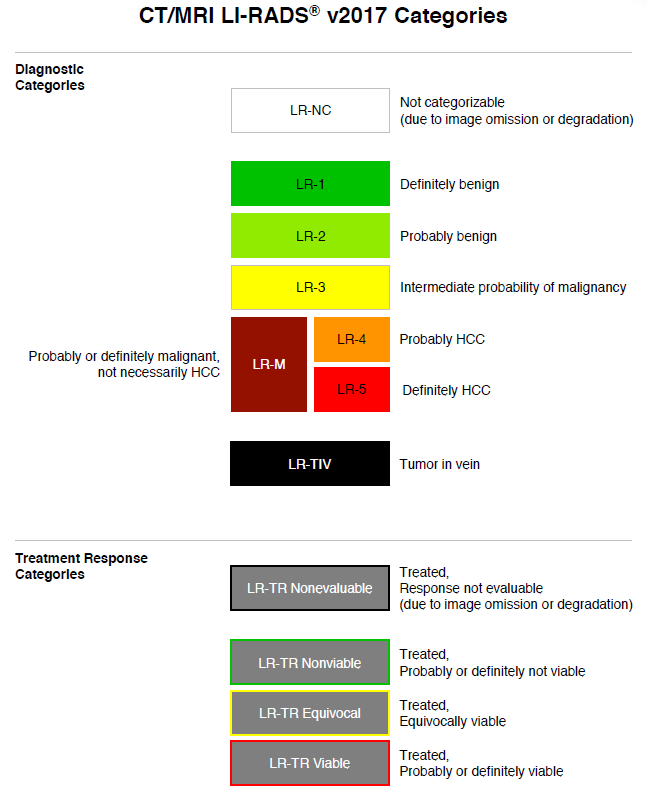 CT/MRI LI-RADS® v2017 Categories
Diagnostic
Categories
LR-NC
Not categorizable
(due to image omission or degradation)
LR-1
Definitely benign
LR-2
Probably benign
LR-3
Intermediate probability of malignancy
Probably or definitely malignant,
not necessarily HCC
LR-M
LR-4
Probably HCC
LR-5
Definitely HCC
LR-TIV
Tumor in vein
Treatment Response
Categories
LR-TR Nonevaluable
Treated,
Response not evaluable
(due to image omission or degradation)
LR-TR Nonviable
Treated,
Probably or definitely not viable
LR-TR Equivocal
Treated,
Equivocally viable
LR-TR Viable
Treated,
Probably or definitely viable